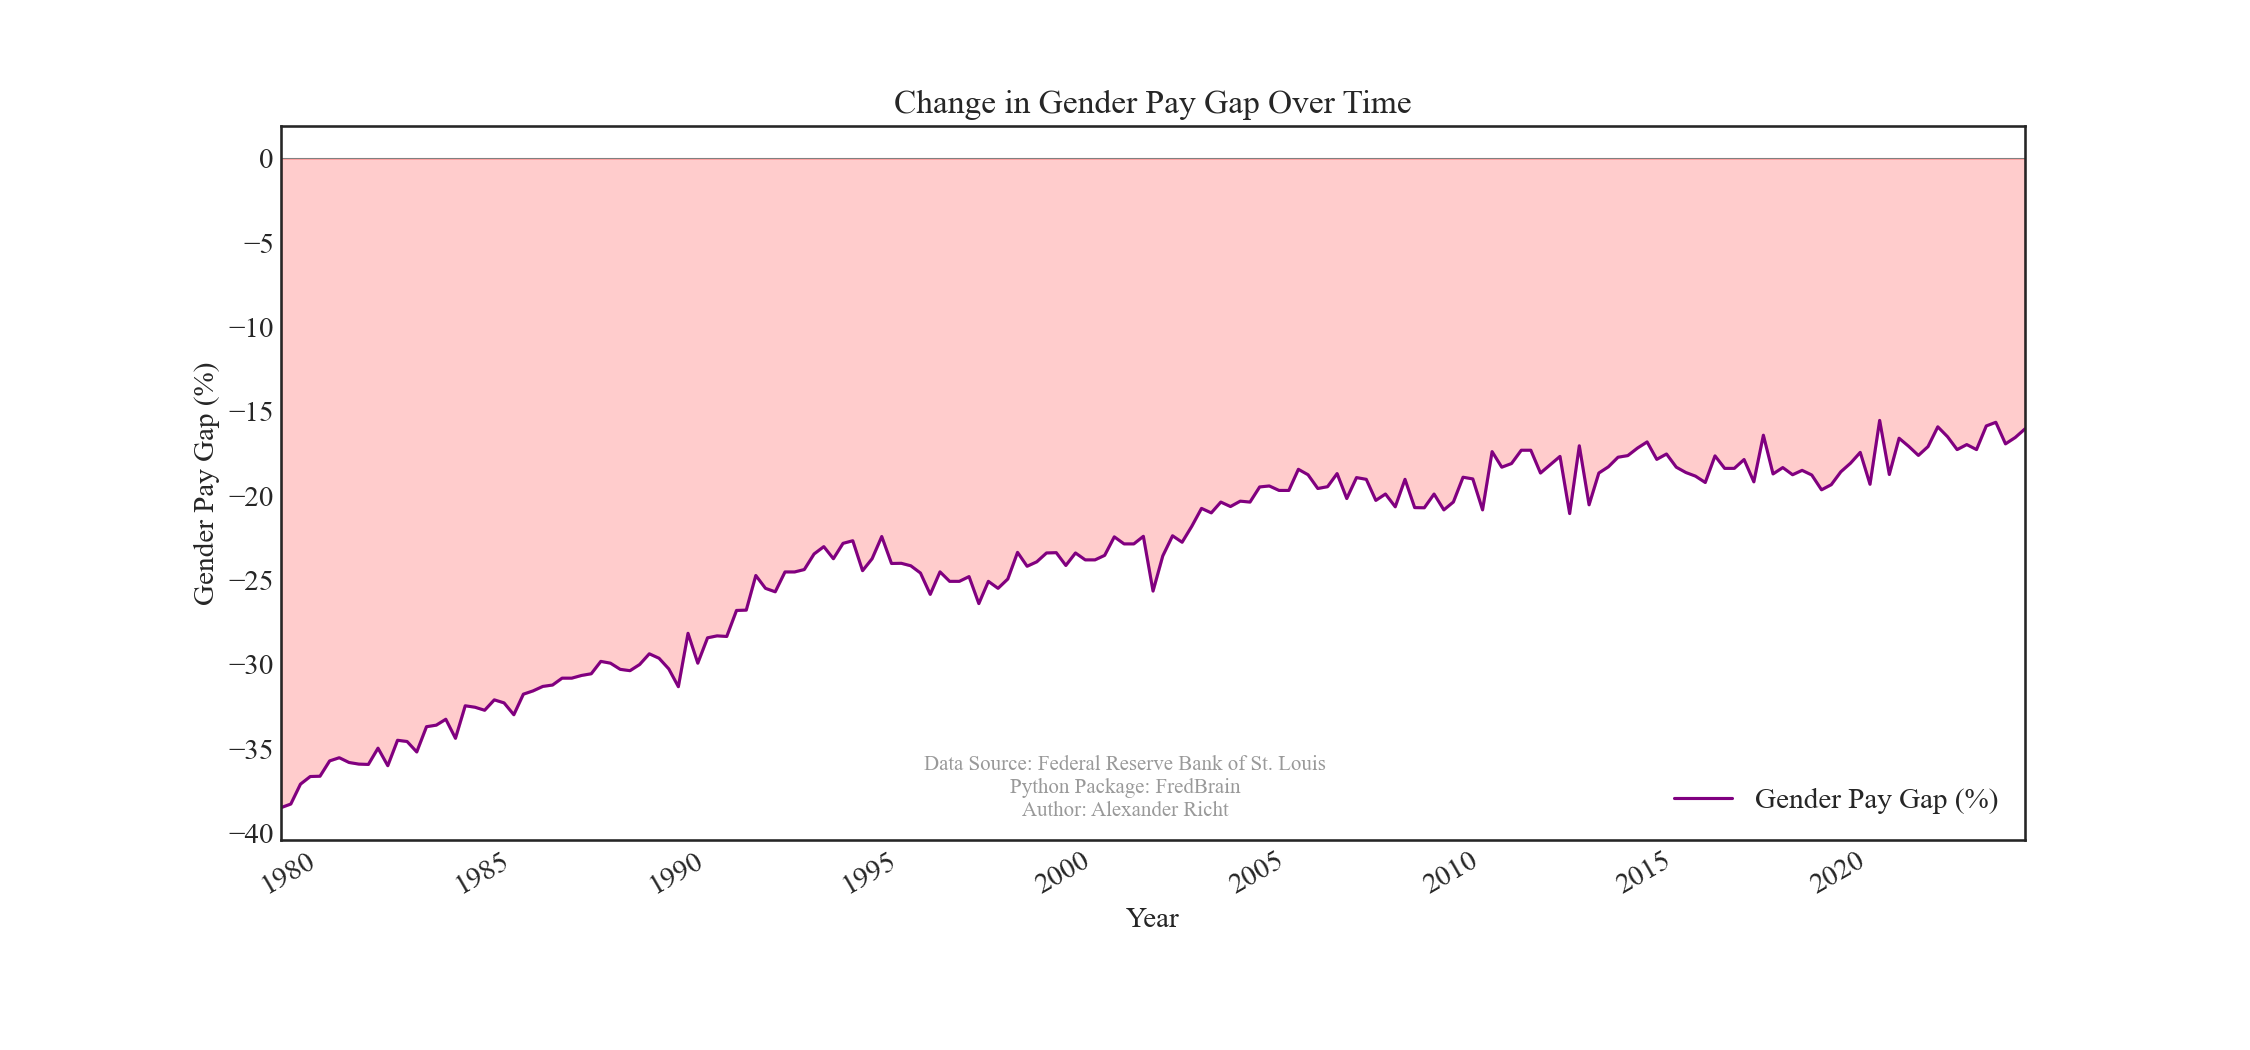 Change in Gender Pay Gap Over Time
0
−5
−10
−15
−20
−25
−30
−35
−40
Gender Pay Gap (%)
Data Source: Federal Reserve Bank of St. Louis
Python Package: FredBrain
Author: Alexander Richt
Gender Pay Gap (%)
1980
1985
1990
1995
2000
2005
2010
2015
2020
Year